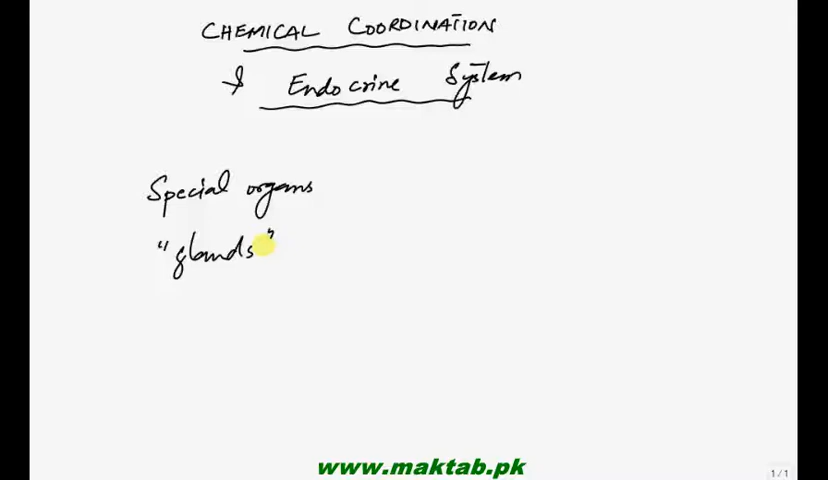 CHEMICAL COORDINATION
& Endocrine System
Special organs
"glands"
www.maktab.pk
1/1